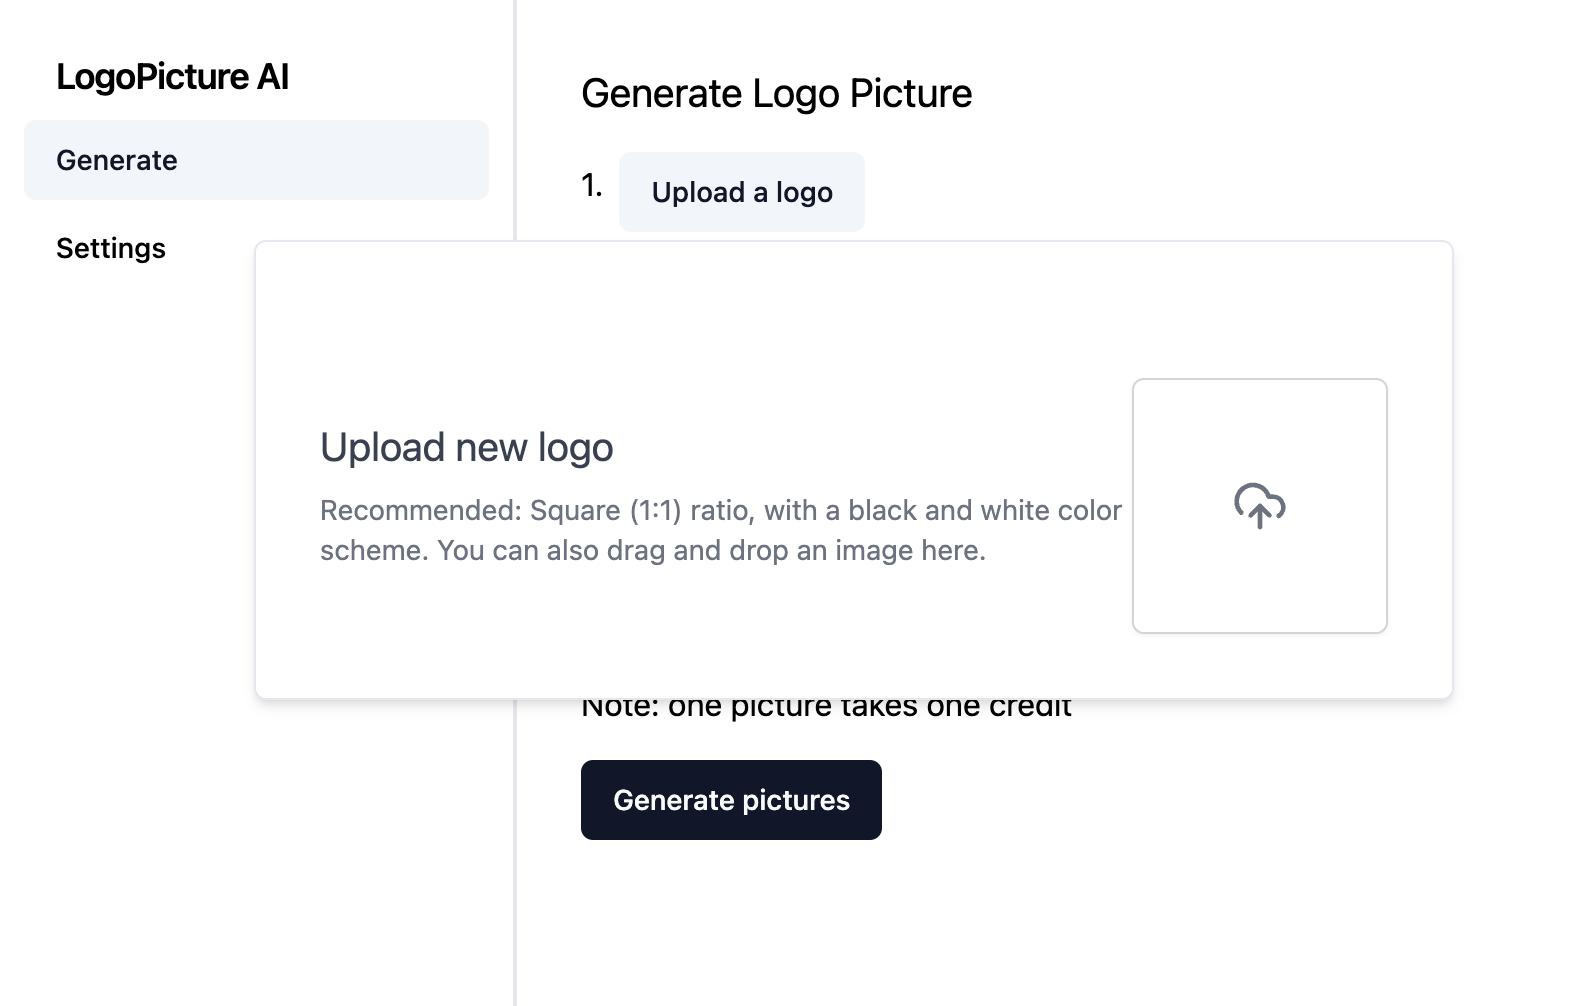 LogoPicture AI
Generate
Settings
Generate Logo Picture
1.
Upload a logo
Upload new logo
Recommended: Square (1:1) ratio, with a black and white color
scheme. You can also drag and drop an image here.
Note: one picture takes one credit
Generate pictures